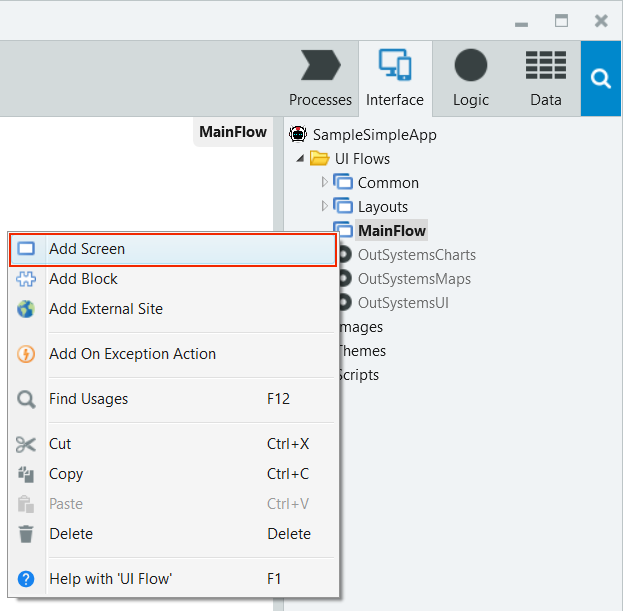 Processes
Interface
Logic
Data
MainFlow
SampleSimpleApp
UI Flows
Common
Layouts
MainFlow
OutSystemsCharts
OutSystemsMaps
OutSystemsUI
mages
Themes
Scripts
Add Screen
Add Block
Add External Site
Add On Exception Action
Find Usages F12
Cut Ctrl+X
Copy Ctrl+C
Paste Ctrl+V
Delete Delete
Help with 'UI Flow' F1